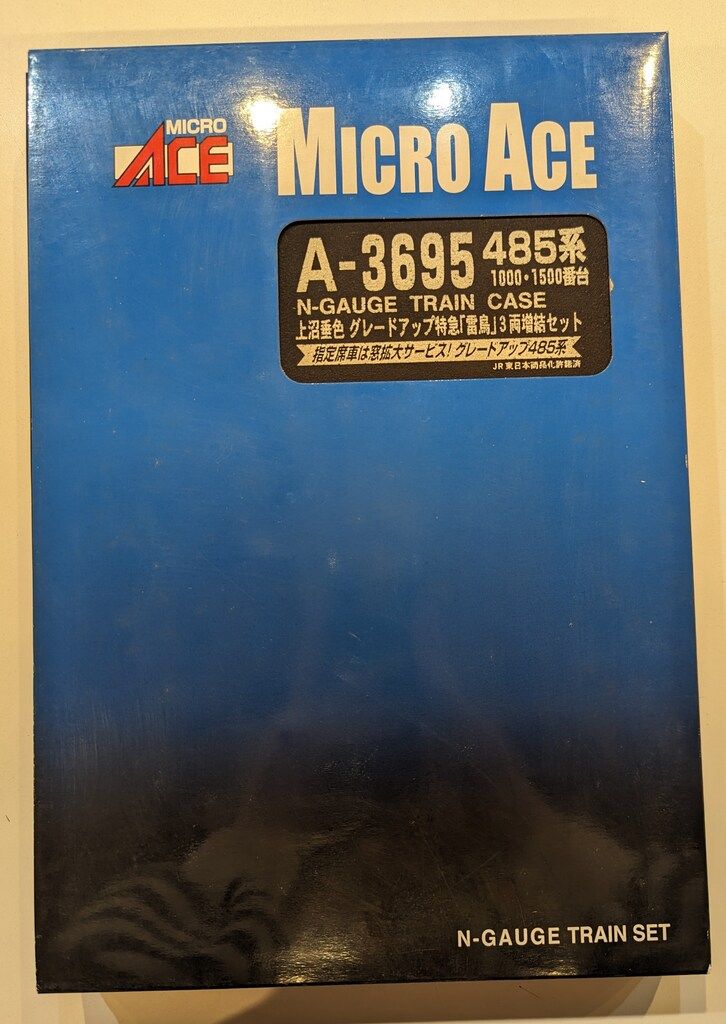 MICRO
ACE
MICRO ACE
A-3695 485系
1000・1500番台
N-GAUGE TRAIN CASE
上沼垂色 グレードアップ特急「雷鳥」3両増結セット
指定席車は窓拡大サービス! グレードアップ485系
JR東日本商品化許諾済
N-GAUGE TRAIN SET